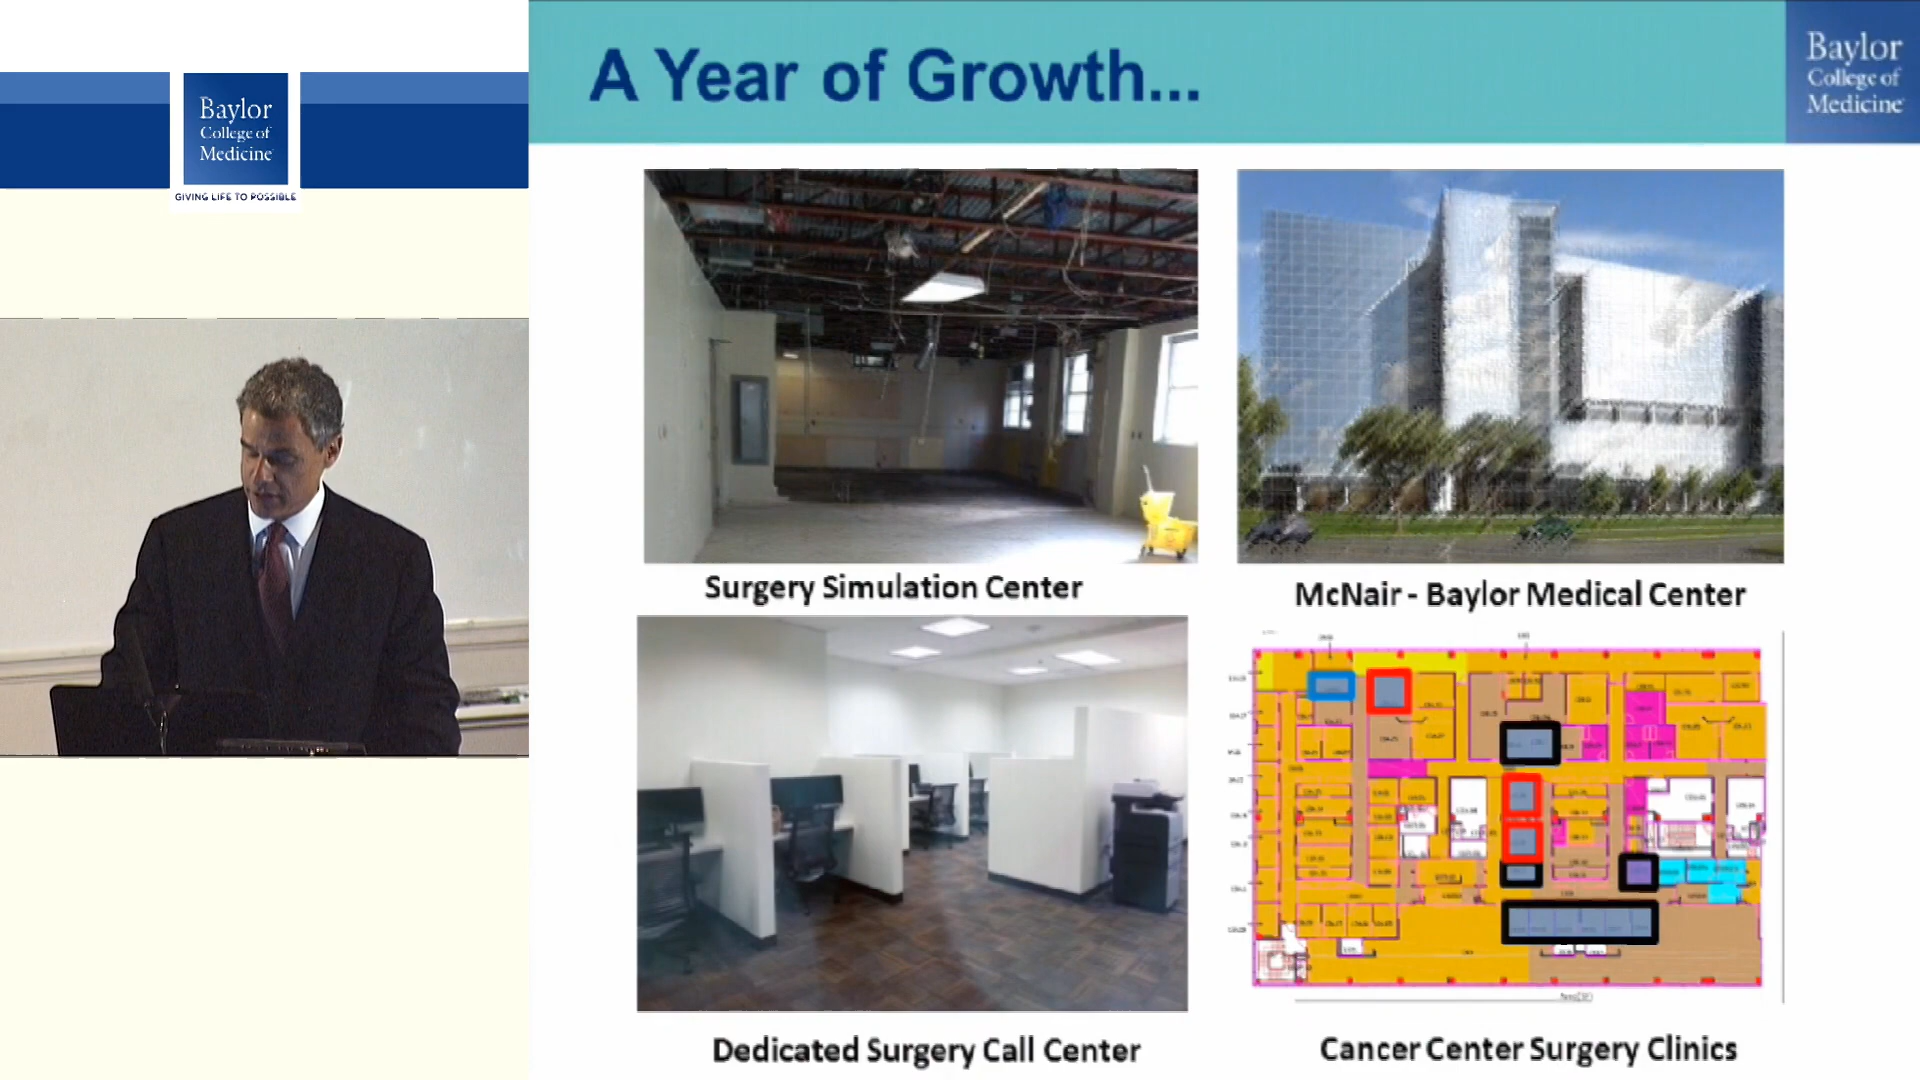 Baylor
College of
Medicine
GIVING LIFE TO POSSIBLE
A Year of Growth...
Baylor
College of
Medicine
Surgery Simulation Center
McNair - Baylor Medical Center
Dedicated Surgery Call Center
Cancer Center Surgery Clinics